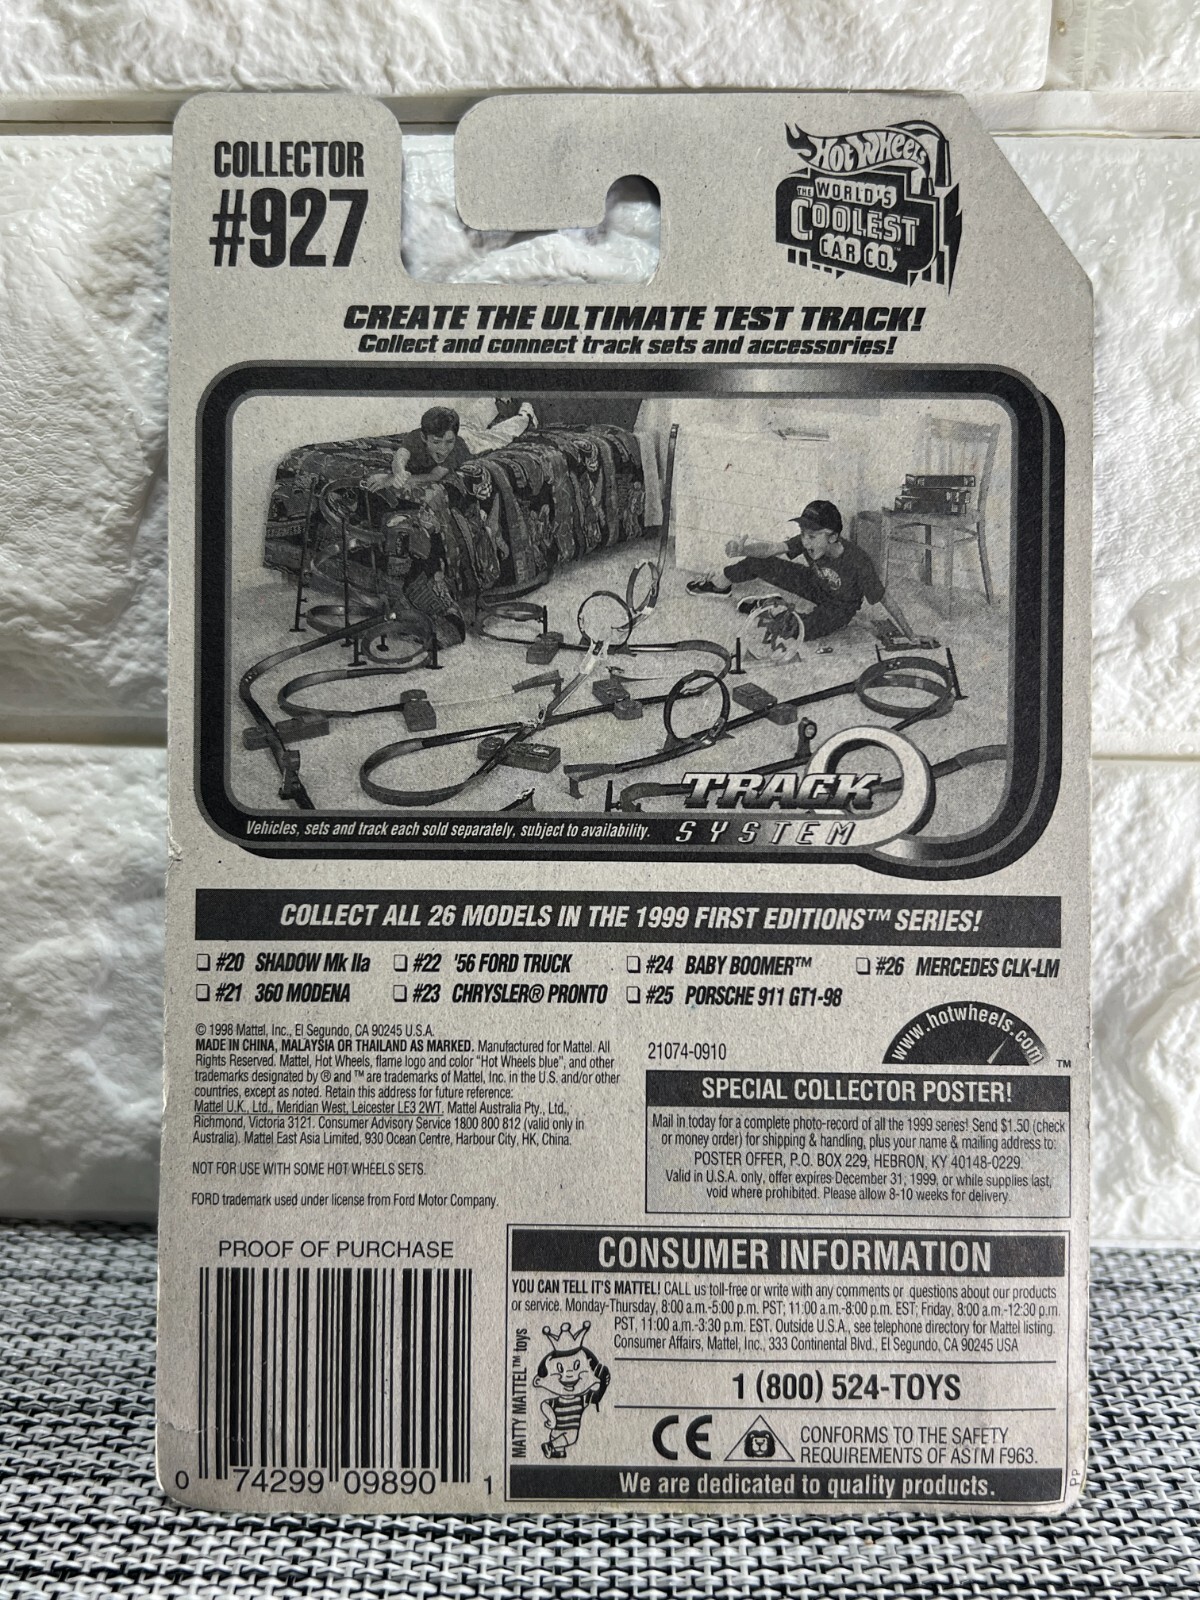 COLLECTOR
#927
HOT WHEELS
THE WORLD'S
COOLEST
CAR CO.™
CREATE THE ULTIMATE TEST TRACK!
Collect and connect track sets and accessories!
TRACK
SYSTEM
Vehicles, sets and track each sold separately, subject to availability.
COLLECT ALL 26 MODELS IN THE 1999 FIRST EDITIONS™ SERIES!
❏ #20 SHADOW Mk IIa ❏ #22 '56 FORD TRUCK ❏ #24 BABY BOOMER™ ❏ #26 MERCEDES CLK-LM
❏ #21 360 MODENA ❏ #23 CHRYSLER® PRONTO ❏ #25 PORSCHE 911 GT1-98
© 1998 Mattel, Inc., El Segundo, CA 90245 U.S.A.
MADE IN CHINA, MALAYSIA OR THAILAND AS MARKED. Manufactured for Mattel. All
Rights Reserved. Mattel, Hot Wheels, flame logo and color "Hot Wheels blue", and other
trademarks designated by ® and ™ are trademarks of Mattel, Inc. in the U.S. and/or other
countries, except as noted. Retain this address for future reference:
Mattel U.K., Ltd., Meridian West, Leicester LE3 2WT. Mattel Australia Pty., Ltd.,
Richmond, Victoria 3121. Consumer Advisory Service 1800 800 812 (valid only in
Australia). Mattel East Asia Limited, 930 Ocean Centre, Harbour City, HK, China.
NOT FOR USE WITH SOME HOT WHEELS SETS.
FORD trademark used under license from Ford Motor Company.
21074-0910
www.hotwheels.com
™
SPECIAL COLLECTOR POSTER!
Mail in today for a complete photo-record of all the 1999 series! Send $1.50 (check
or money order) for shipping & handling, plus your name & mailing address to:
POSTER OFFER, P.O. BOX 229, HEBRON, KY 40148-0229.
Valid in U.S.A. only, offer expires December 31, 1999, or while supplies last,
void where prohibited. Please allow 8-10 weeks for delivery.
PROOF OF PURCHASE
0 74299 09890 1
CONSUMER INFORMATION
YOU CAN TELL IT'S MATTEL! CALL us toll-free or write with any comments or questions about our products
or service. Monday-Thursday, 8:00 a.m.-5:00 p.m. PST; 11:00 a.m.-8:00 p.m. EST; Friday, 8:00 a.m.-12:30 p.m.
PST, 11:00 a.m.-3:30 p.m. EST. Outside U.S.A., see telephone directory for Mattel listing.
Consumer Affairs, Mattel, Inc., 333 Continental Blvd., El Segundo, CA 90245 USA
MATTY MATTEL™ toys
1 (800) 524-TOYS
CE
CONFORMS TO THE SAFETY
REQUIREMENTS OF ASTM F963.
We are dedicated to quality products.
PP